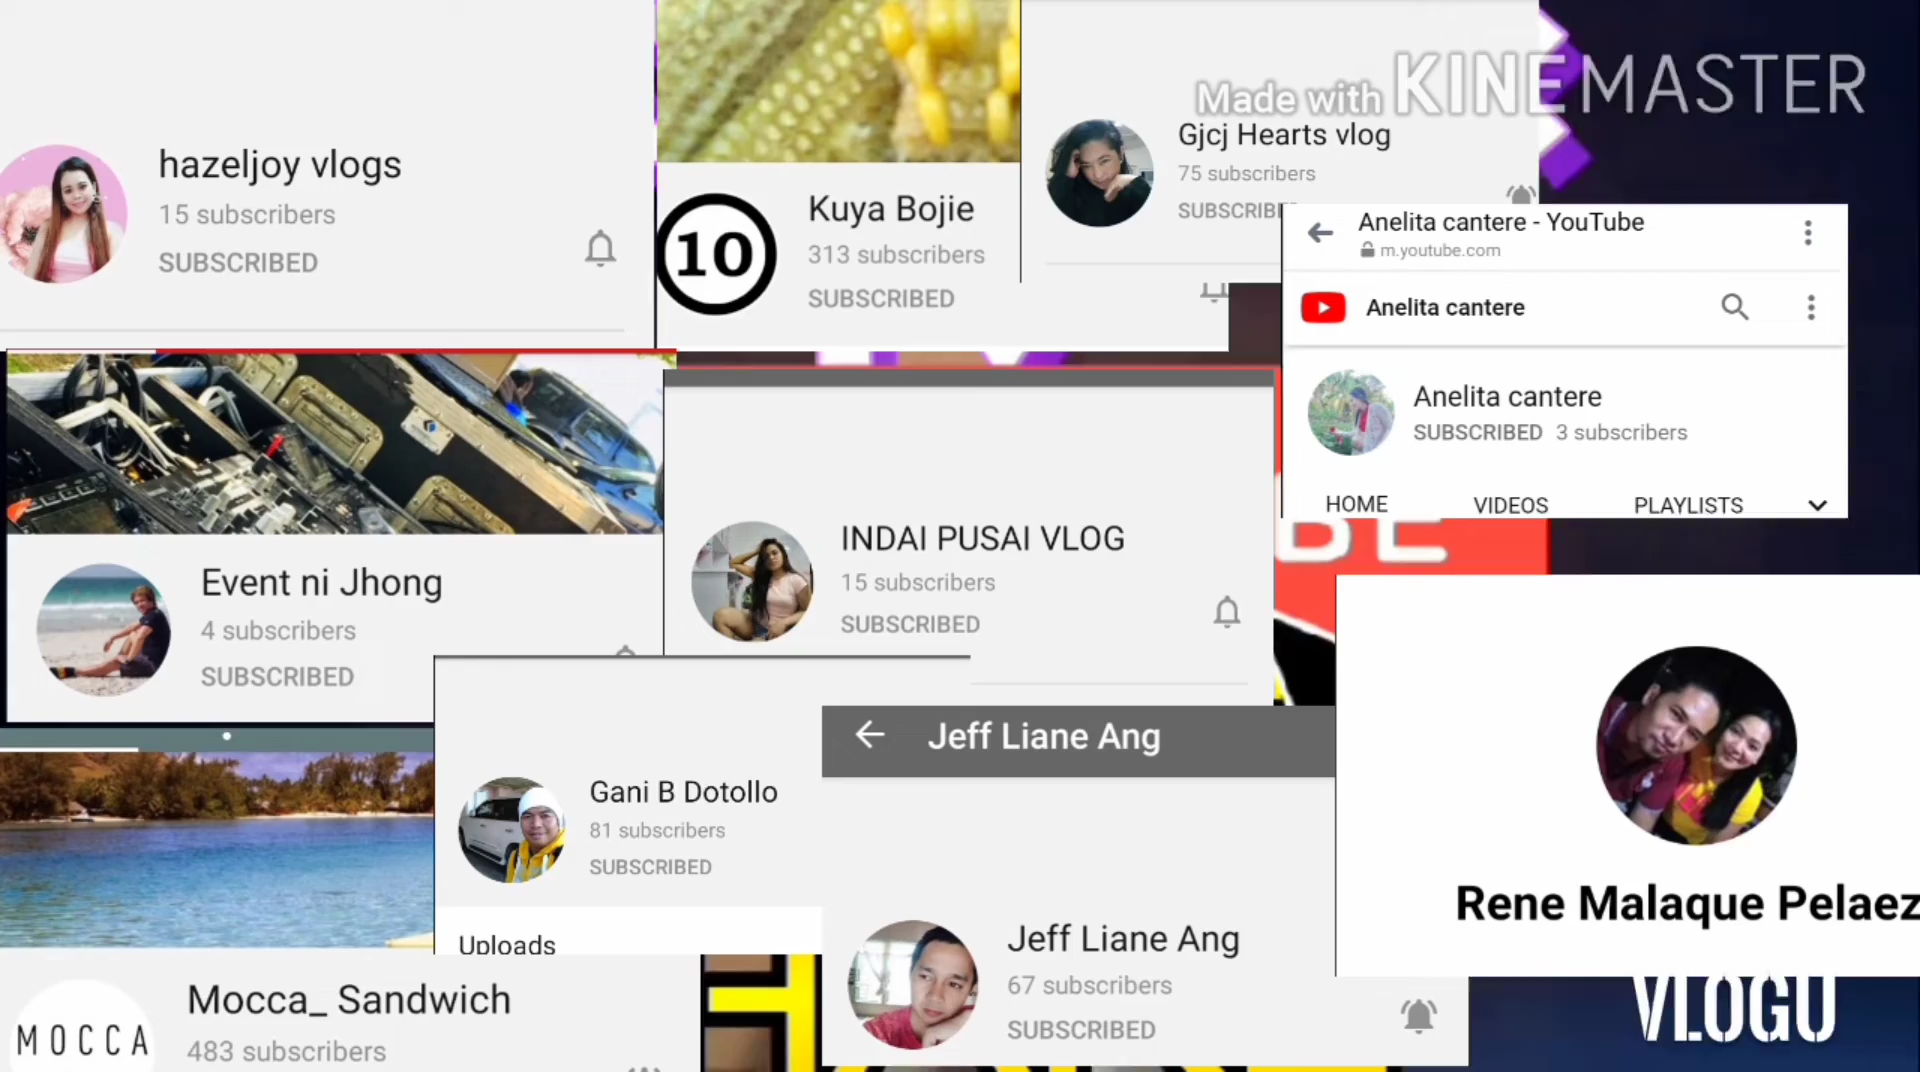 Made with KINEMASTER
hazeljoy vlogs
15 subscribers
SUBSCRIBED
10
Kuya Bojie
313 subscribers
SUBSCRIBED
Gjcj Hearts vlog
75 subscribers
SUBSCRIBE
Anelita cantere - YouTube
m.youtube.com
Anelita cantere
Anelita cantere
SUBSCRIBED 3 subscribers
HOME VIDEOS PLAYLISTS
BE
Event ni Jhong
4 subscribers
SUBSCRIBED
INDAI PUSAI VLOG
15 subscribers
SUBSCRIBED
Gani B Dotollo
81 subscribers
SUBSCRIBED
Uploads
Jeff Liane Ang
Jeff Liane Ang
67 subscribers
SUBSCRIBED
Rene Malaque Pelaez
VLOGU
MOCCA
Mocca_ Sandwich
483 subscribers